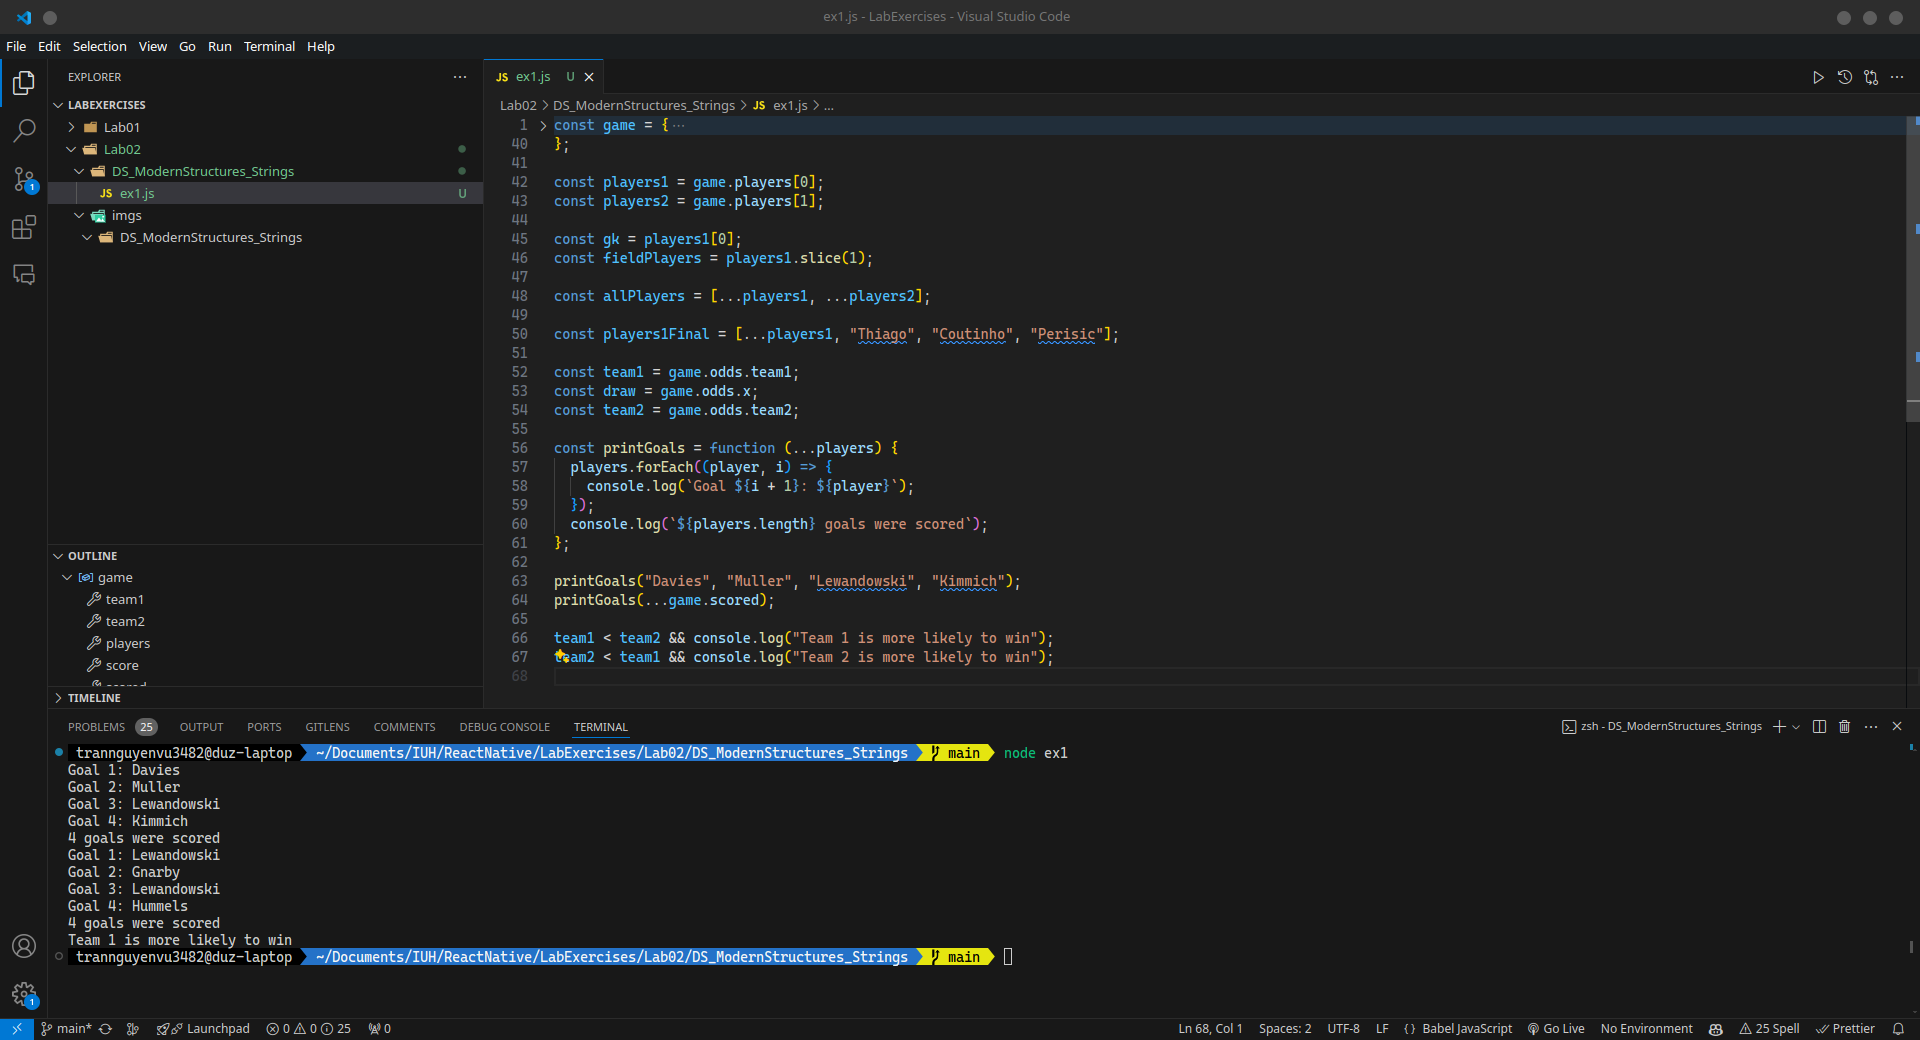 ex1.js - LabExercises - Visual Studio Code
File Edit Selection View Go Run Terminal Help
EXPLORER
LABEXERCISES
Lab01
Lab02
DS_ModernStructures_Strings
JS ex1.js U
imgs
DS_ModernStructures_Strings
OUTLINE
game
team1
team2
players
score
scored
TIMELINE
JS ex1.js U
Lab02 > DS_ModernStructures_Strings > JS ex1.js > ...
1 const game = { ...
40 };
41
42 const players1 = game.players[0];
43 const players2 = game.players[1];
44
45 const gk = players1[0];
46 const fieldPlayers = players1.slice(1);
47
48 const allPlayers = [...players1, ...players2];
49
50 const players1Final = [...players1, "Thiago", "Coutinho", "Perisic"];
51
52 const team1 = game.odds.team1;
53 const draw = game.odds.x;
54 const team2 = game.odds.team2;
55
56 const printGoals = function (...players) {
57 players.forEach((player, i) => {
58 console.log(`Goal ${i + 1}: ${player}`);
59 });
60 console.log(`${players.length} goals were scored`);
61 };
62
63 printGoals("Davies", "Muller", "Lewandowski", "Kimmich");
64 printGoals(...game.scored);
65
66 team1 < team2 && console.log("Team 1 is more likely to win");
67 team2 < team1 && console.log("Team 2 is more likely to win");
68
PROBLEMS 25 OUTPUT PORTS GITLENS COMMENTS DEBUG CONSOLE TERMINAL zsh - DS_ModernStructures_Strings
trannguyenvu3482@duz-laptop ~/Documents/IUH/ReactNative/LabExercises/Lab02/DS_ModernStructures_Strings main node ex1
Goal 1: Davies
Goal 2: Muller
Goal 3: Lewandowski
Goal 4: Kimmich
4 goals were scored
Goal 1: Lewandowski
Goal 2: Gnarby
Goal 3: Lewandowski
Goal 4: Hummels
4 goals were scored
Team 1 is more likely to win
trannguyenvu3482@duz-laptop ~/Documents/IUH/ReactNative/LabExercises/Lab02/DS_ModernStructures_Strings main
1
1
main* Launchpad 0 0 25 0 Ln 68, Col 1 Spaces: 2 UTF-8 LF { } Babel JavaScript Go Live No Environment 25 Spell Prettier